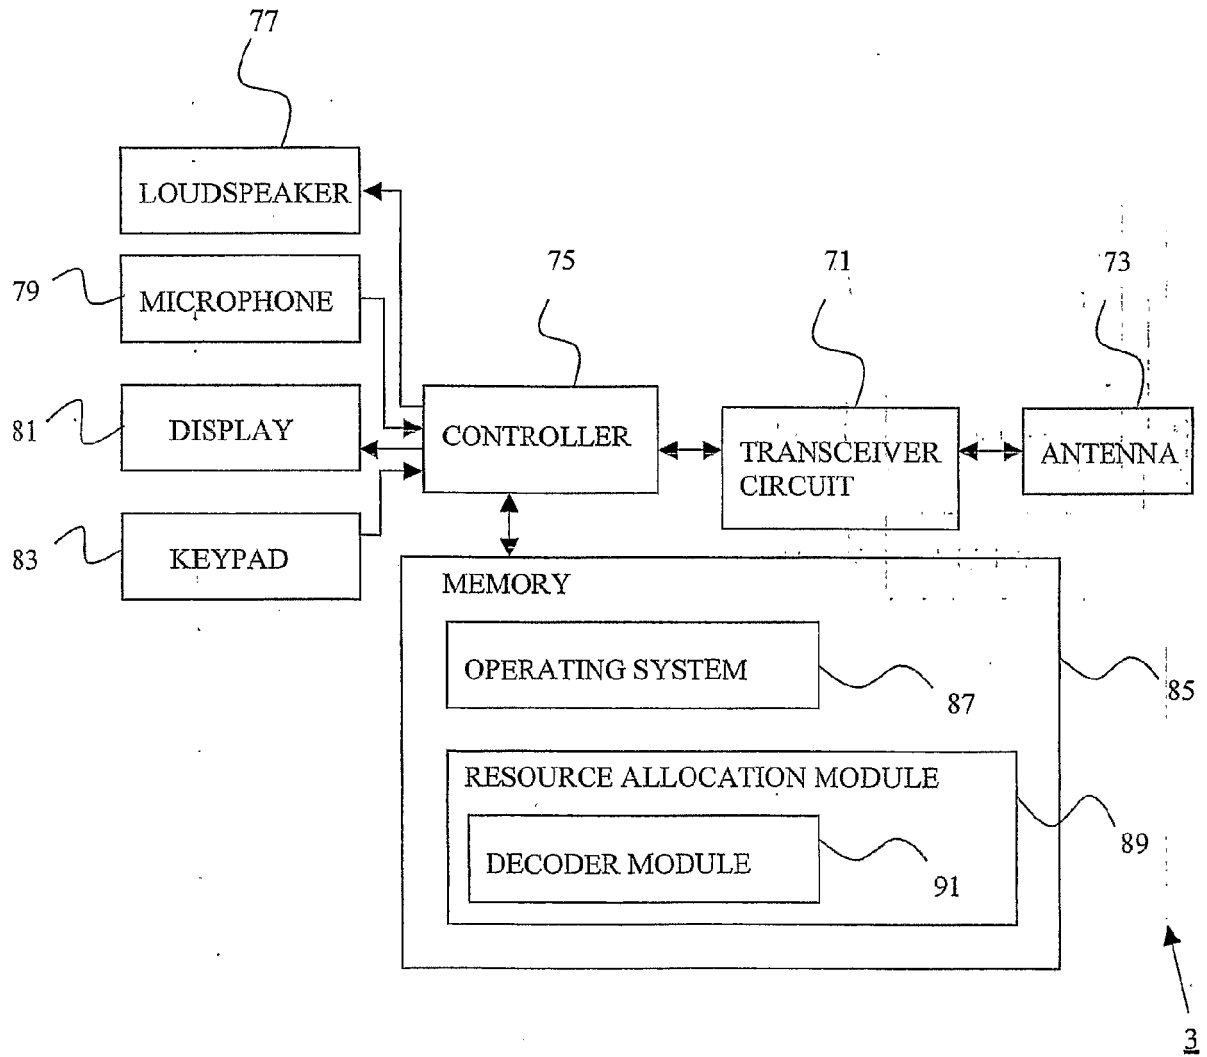 77
LOUDSPEAKER
79
MICROPHONE
75
71
73
81
DISPLAY
CONTROLLER
TRANSCEIVER
CIRCUIT
ANTENNA
83
KEYPAD
MEMORY
OPERATING SYSTEM
87
85
RESOURCE ALLOCATION MODULE
89
DECODER MODULE
91
3